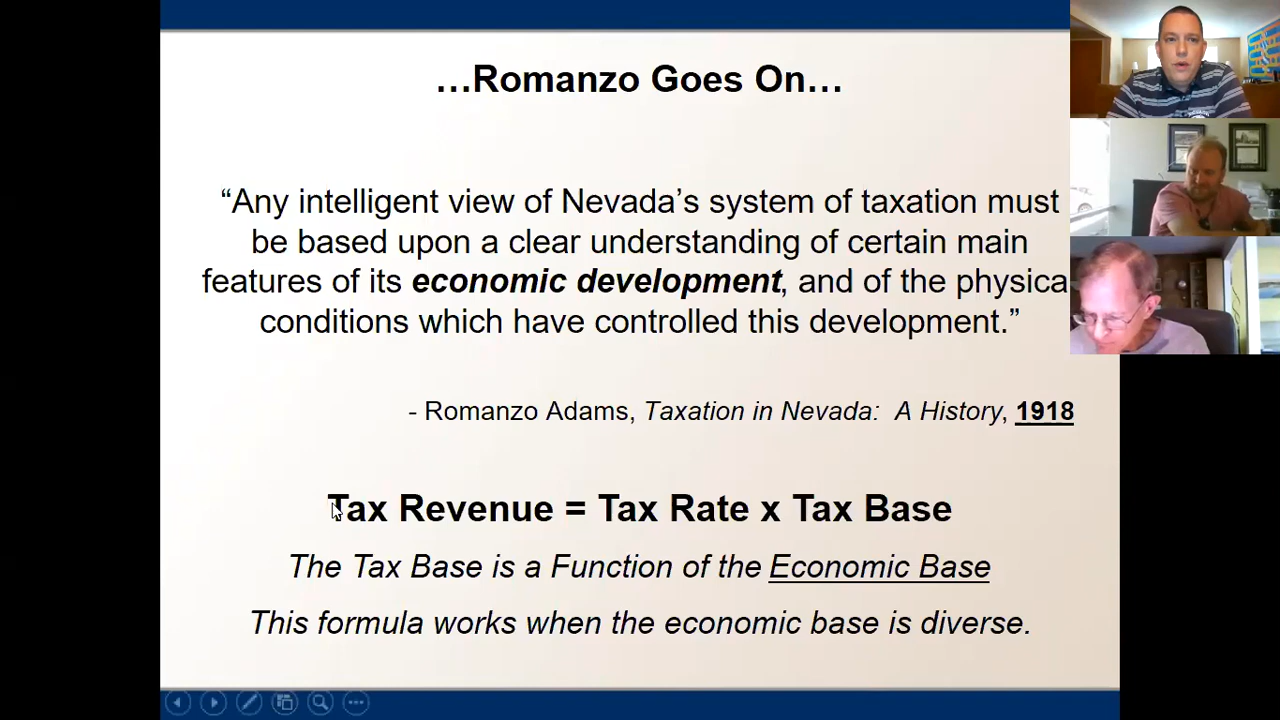 …Romanzo Goes On…
“Any intelligent view of Nevada’s system of taxation must
be based upon a clear understanding of certain main
features of its economic development, and of the physica
conditions which have controlled this development.”
- Romanzo Adams, Taxation in Nevada: A History, 1918
Tax Revenue = Tax Rate x Tax Base
The Tax Base is a Function of the Economic Base
This formula works when the economic base is diverse.